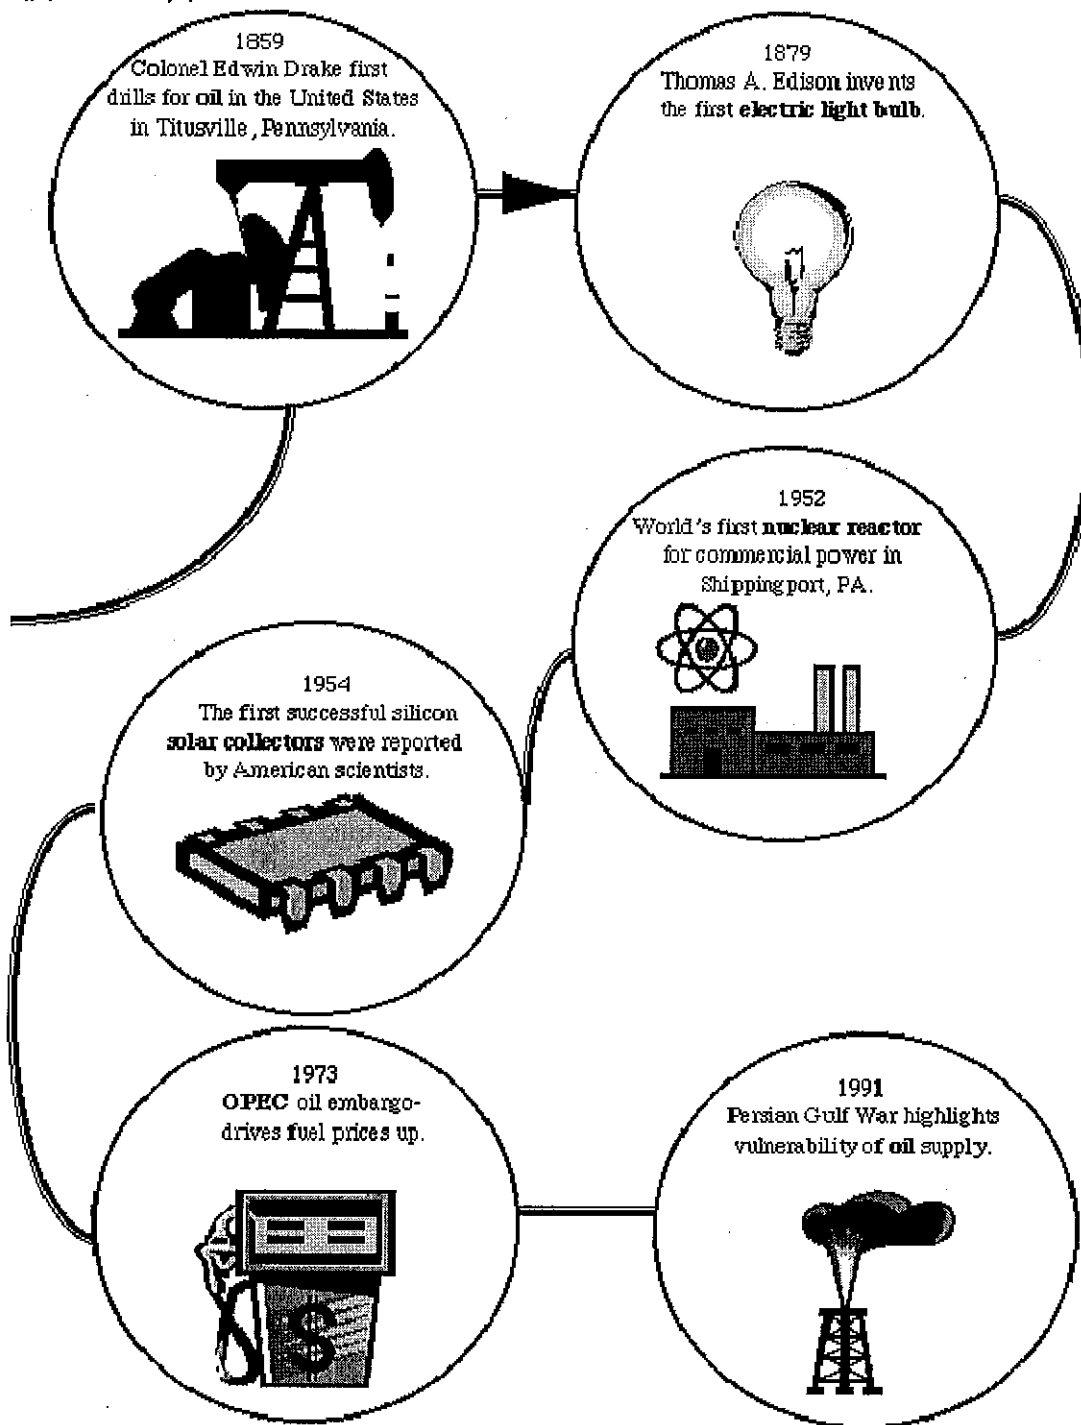 1859
Colonel Edwin Drake first
drills for oil in the United States
in Titusville, Pennsylvania.
1879
Thomas A. Edison invents
the first electric light bulb.
1952
World's first nuclear reactor
for commercial power in
Shippingport, PA.
1954
The first successful silicon
solar collectors were reported
by American scientists.
1973
OPEC oil embargo-
drives fuel prices up.
$
1991
Persian Gulf War highlights
vulnerability of oil supply.